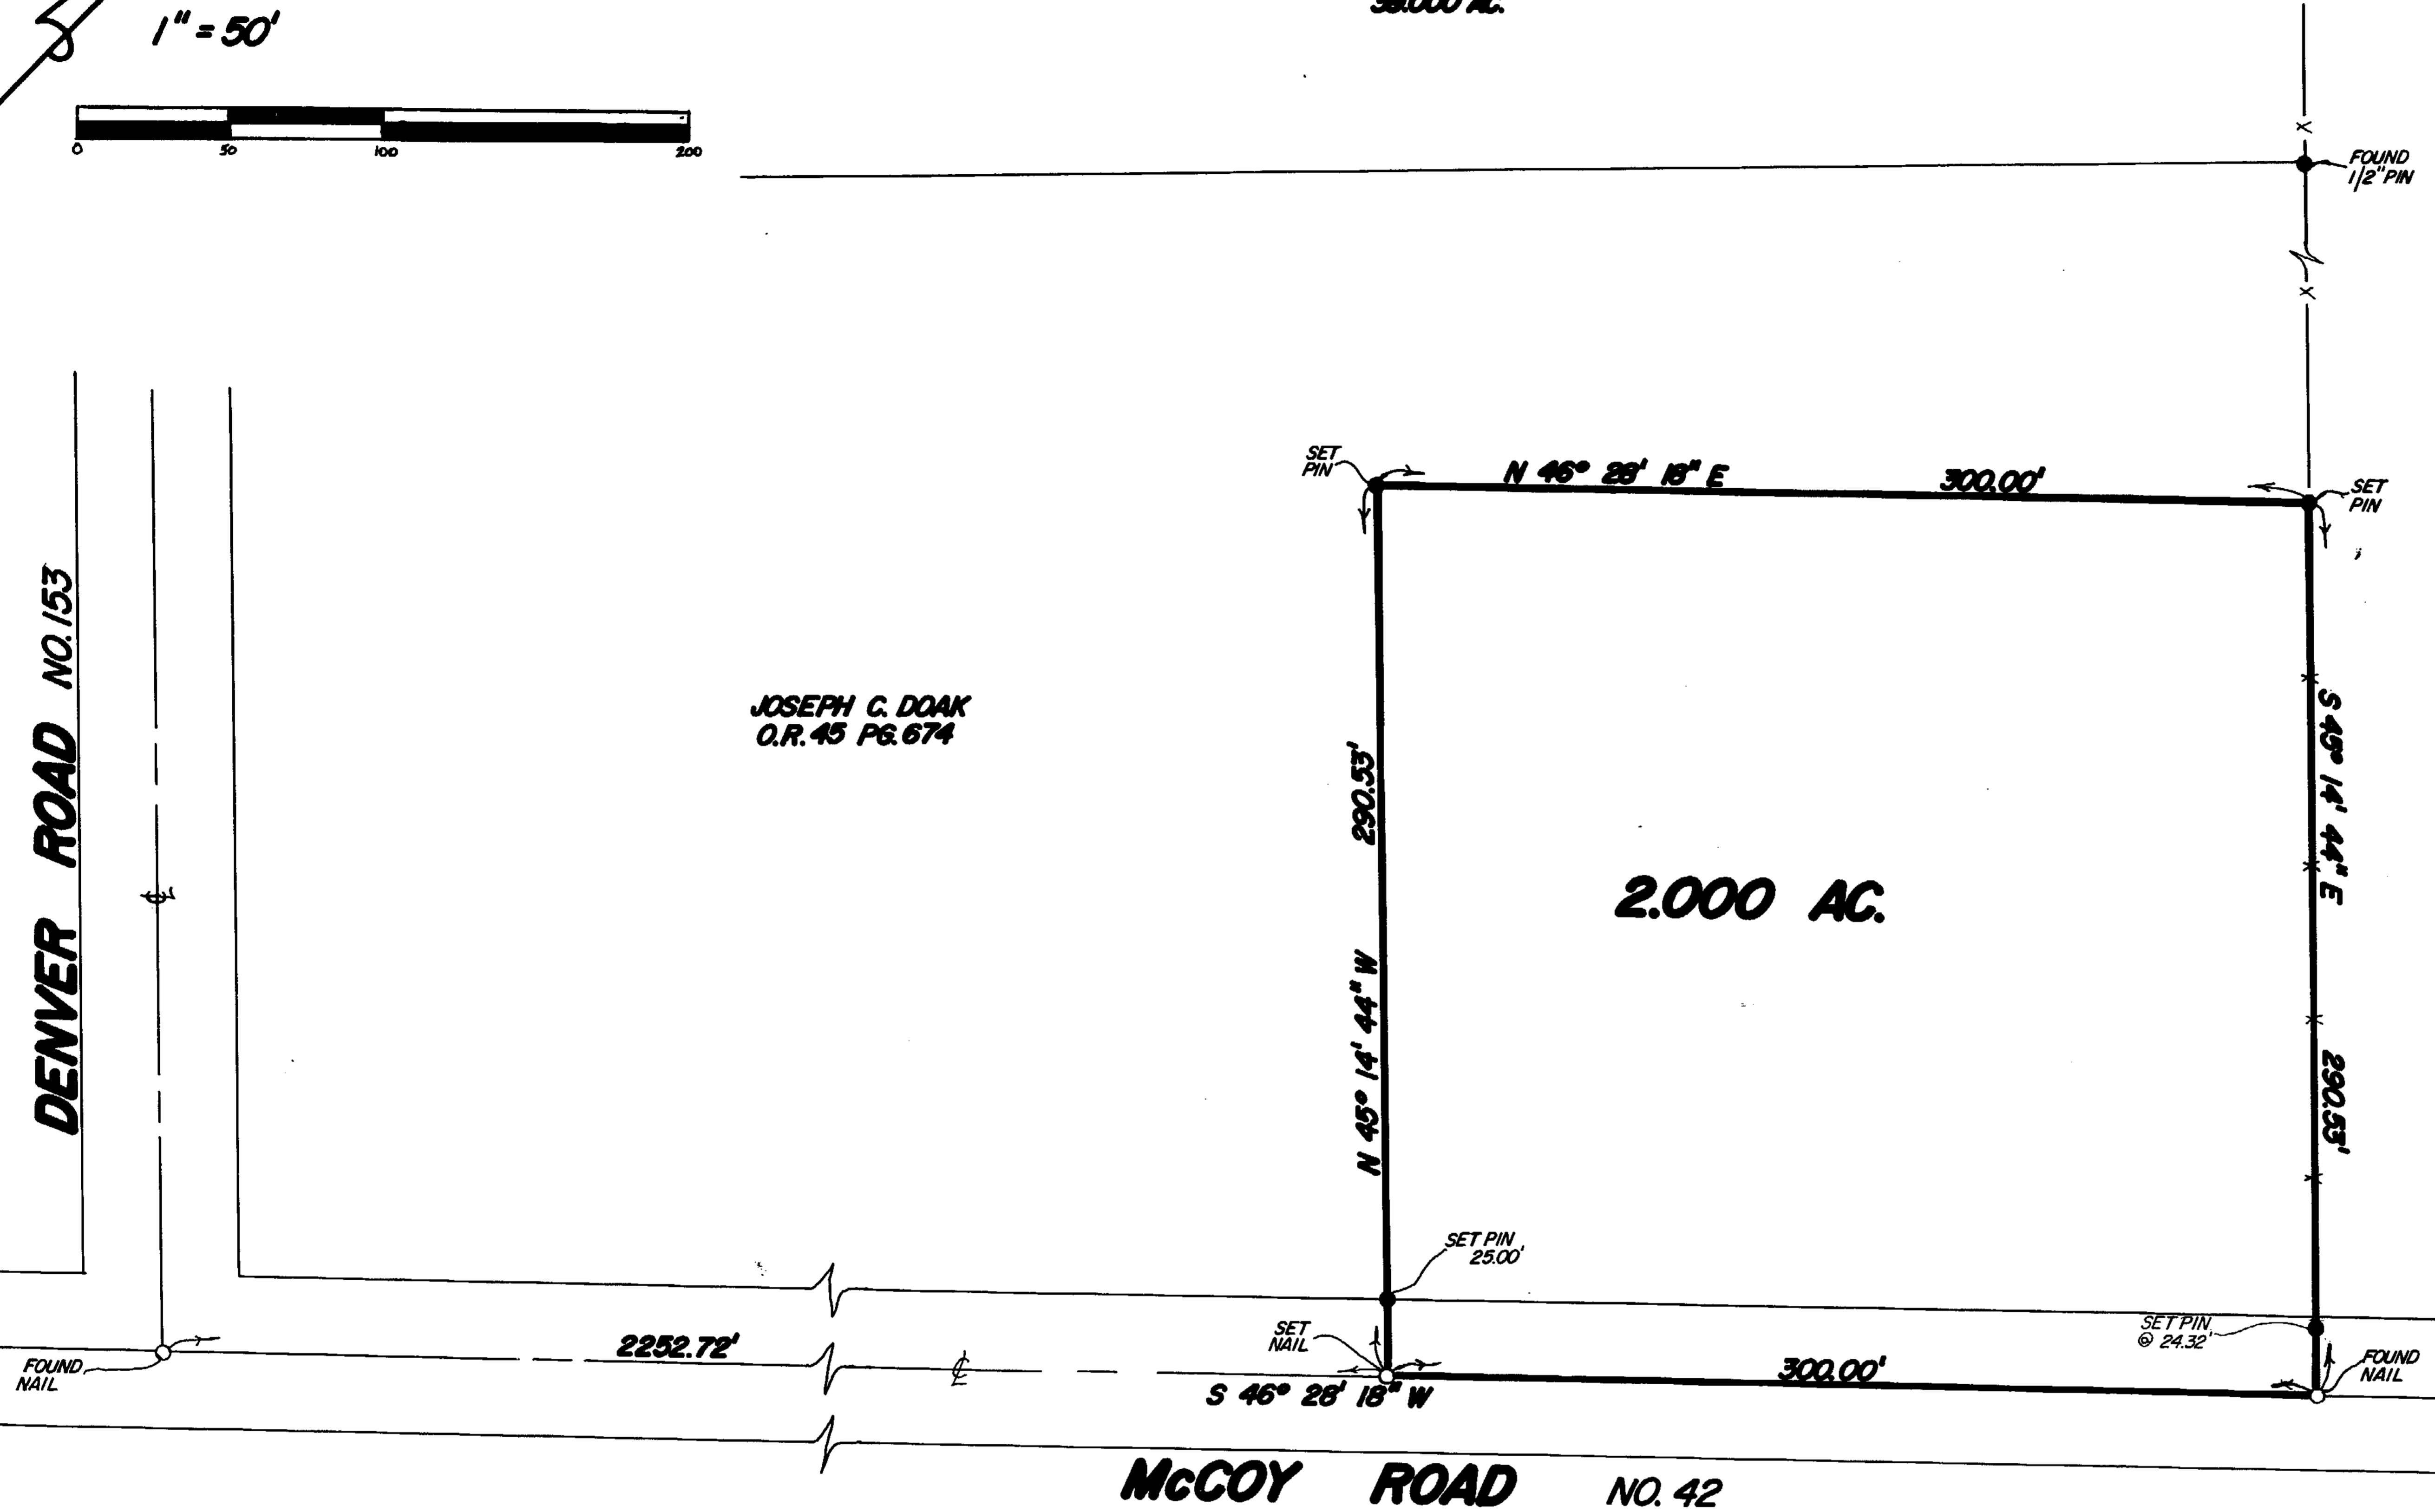 1" = 50'
0 50 100 200
FOUND
1/2" PIN
SET
PIN
N 46° 28' 18" E 300.00'
SET
PIN
DENVER ROAD NO. 153
JOSEPH C. DOAK
O.R. 45 PG. 674
290.53'
N 45° 14' 44" W
2.000 AC.
S 45° 14' 44" E
290.53'
SET PIN
25.00'
SET PIN
@ 24.32'
FOUND
NAIL
2252.72'
SET
NAIL
300.00'
FOUND
NAIL
S 46° 28' 18" W
McCOY ROAD NO. 42